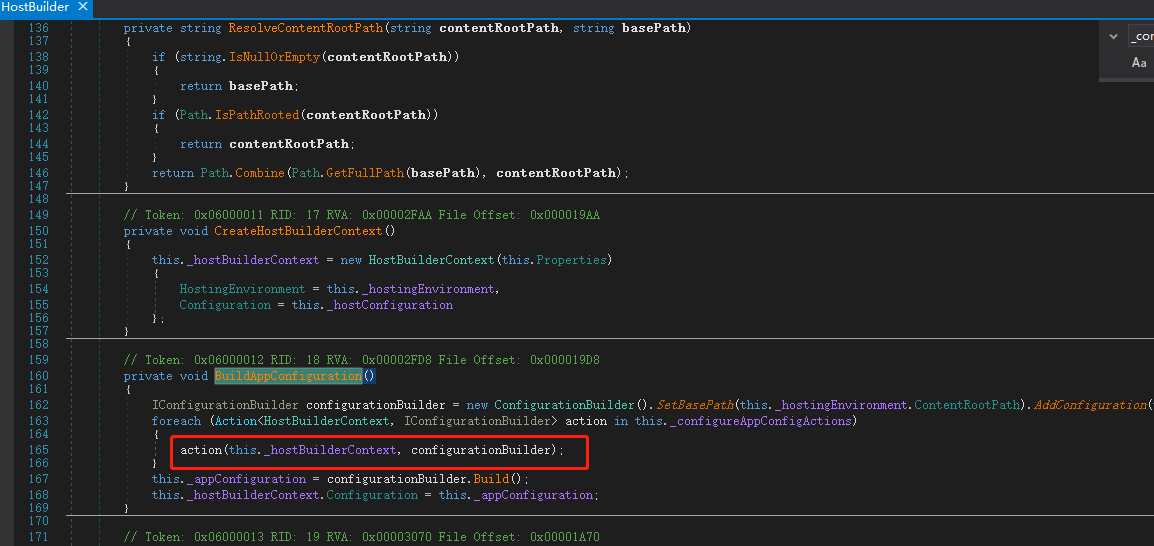 HostBuilder ✕
136 private string ResolveContentRootPath(string contentRootPath, string basePath)
137 {
138 if (string.IsNullOrEmpty(contentRootPath))
139 {
140 return basePath;
141 }
142 if (Path.IsPathRooted(contentRootPath))
143 {
144 return contentRootPath;
145 }
146 return Path.Combine(Path.GetFullPath(basePath), contentRootPath);
147 }
148
149 // Token: 0x06000011 RID: 17 RVA: 0x00002FAA File Offset: 0x000019AA
150 private void CreateHostBuilderContext()
151 {
152 this._hostBuilderContext = new HostBuilderContext(this.Properties)
153 {
154 HostingEnvironment = this._hostingEnvironment,
155 Configuration = this._hostConfiguration
156 };
157 }
158
159 // Token: 0x06000012 RID: 18 RVA: 0x00002FD8 File Offset: 0x000019D8
160 private void BuildAppConfiguration()
161 {
162 IConfigurationBuilder configurationBuilder = new ConfigurationBuilder().SetBasePath(this._hostingEnvironment.ContentRootPath).AddConfiguration(
163 foreach (Action<HostBuilderContext, IConfigurationBuilder> action in this._configureAppConfigActions)
164 {
165 action(this._hostBuilderContext, configurationBuilder);
166 }
167 this._appConfiguration = configurationBuilder.Build();
168 this._hostBuilderContext.Configuration = this._appConfiguration;
169 }
170
171 // Token: 0x06000013 RID: 19 RVA: 0x00003070 File Offset: 0x00001A70
_con
Aa